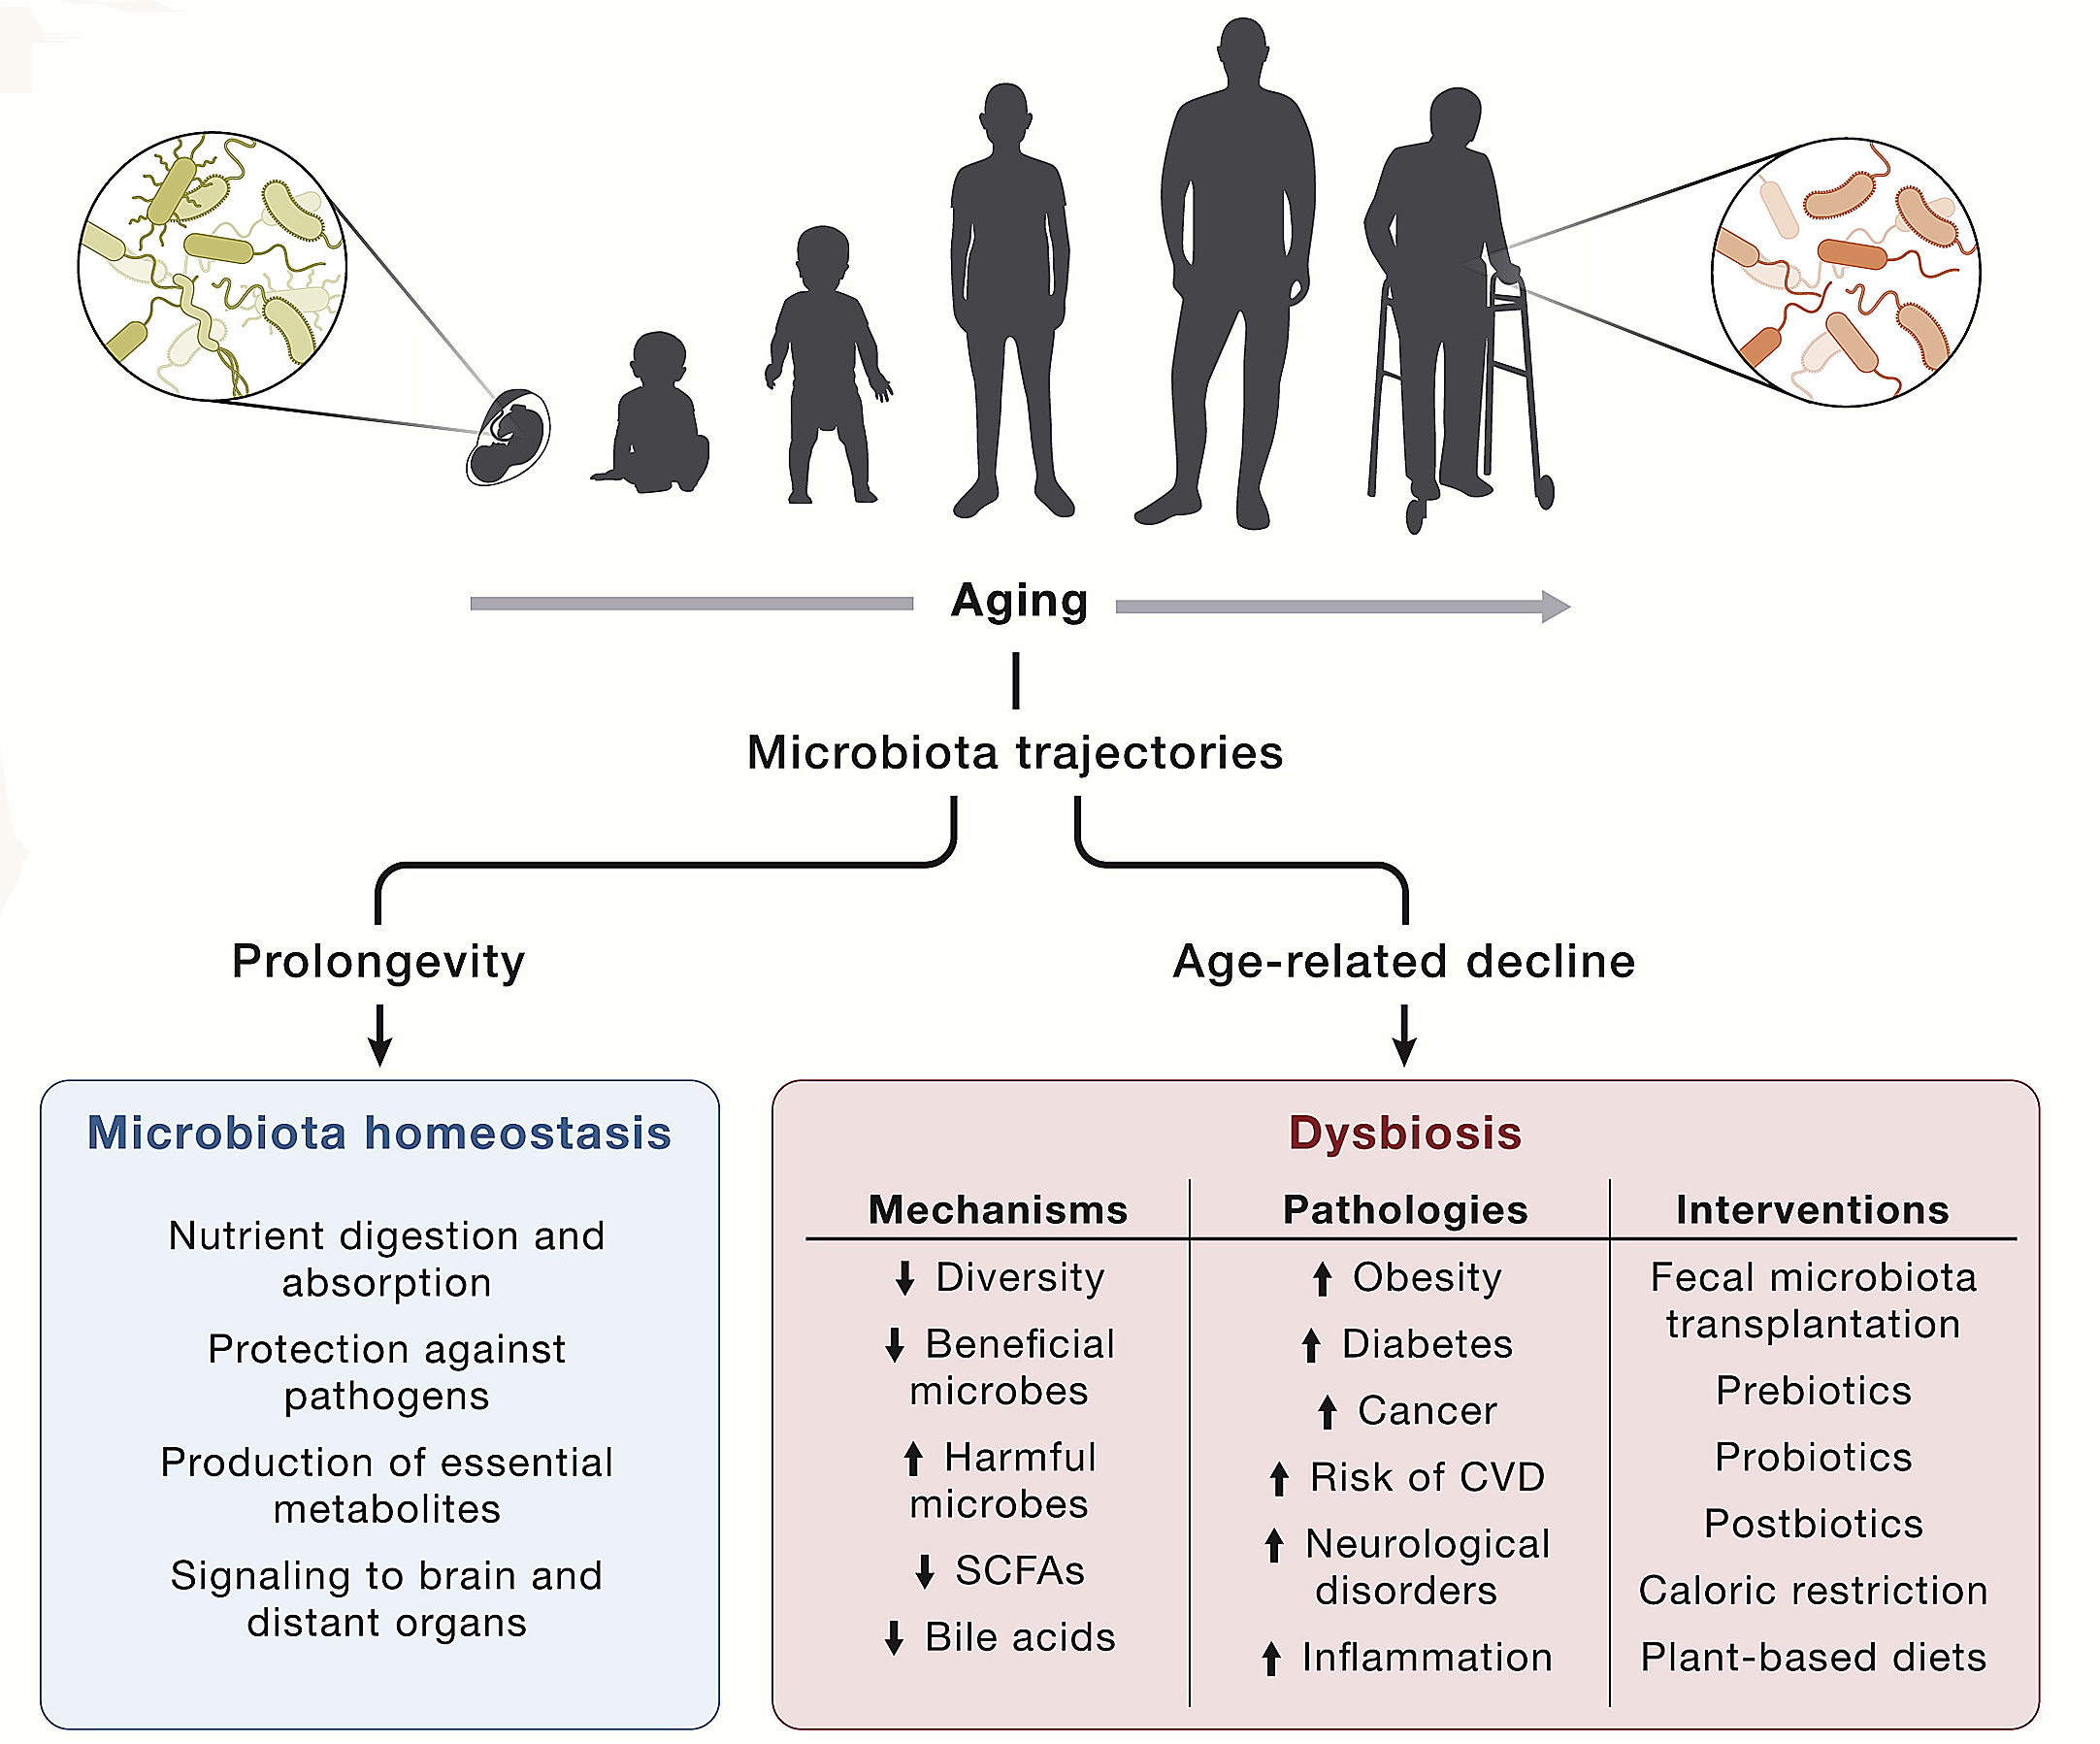 Aging
Microbiota trajectories
Prolongevity
Age-related decline
Microbiota homeostasis
Nutrient digestion and
absorption
Protection against
pathogens
Production of essential
metabolites
Signaling to brain and
distant organs
Dysbiosis
Mechanisms
↓ Diversity
↓ Beneficial
microbes
↑ Harmful
microbes
↓ SCFAs
↓ Bile acids
Pathologies
↑ Obesity
↑ Diabetes
↑ Cancer
↑ Risk of CVD
↑ Neurological
disorders
↑ Inflammation
Interventions
Fecal microbiota
transplantation
Prebiotics
Probiotics
Postbiotics
Caloric restriction
Plant-based diets